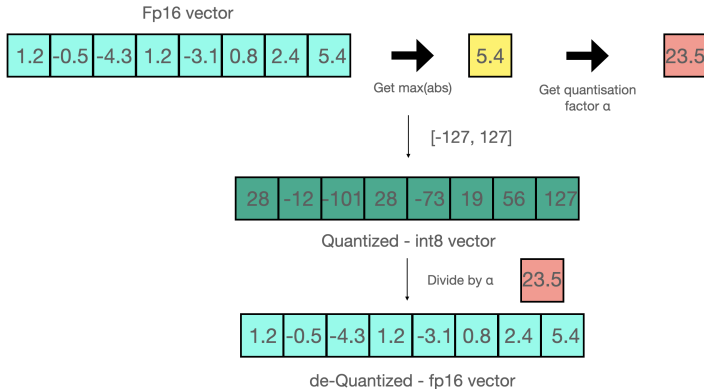 Fp16 vector
1.2 -0.5 -4.3 1.2 -3.1 0.8 2.4 5.4
5.4
23.5
Get max(abs)
Get quantisation
factor α
[-127, 127]
28 -12 -101 28 -73 19 56 127
Quantized - int8 vector
Divide by α
23.5
1.2 -0.5 -4.3 1.2 -3.1 0.8 2.4 5.4
de-Quantized - fp16 vector